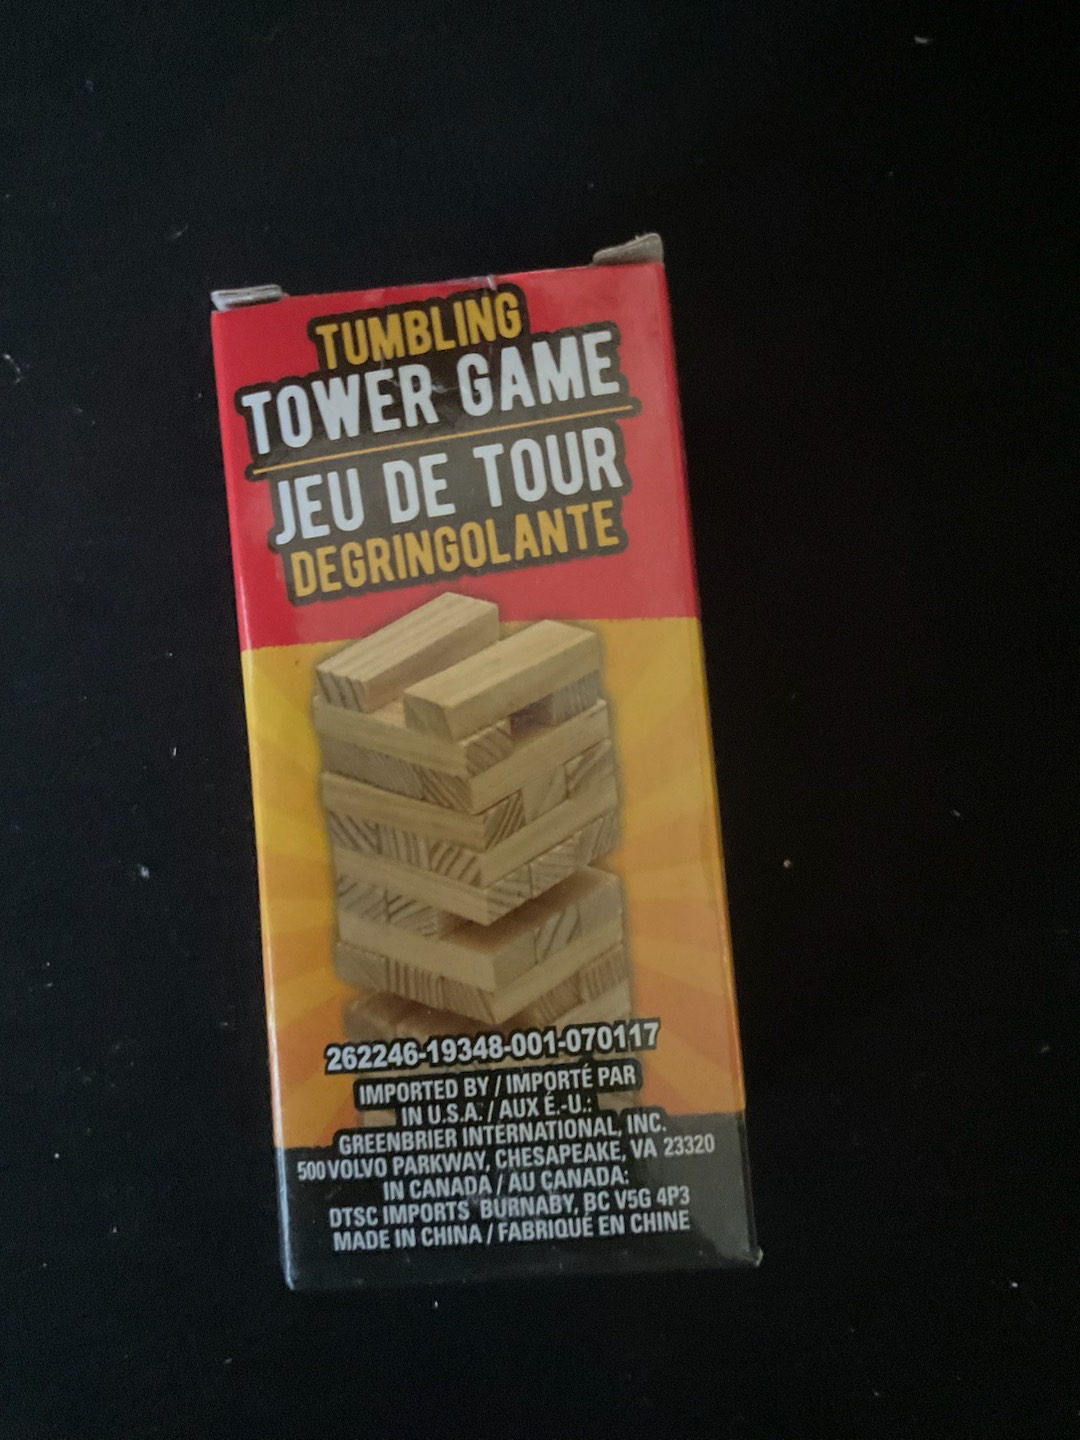 TUMBLING
TOWER GAME
JEU DE TOUR
DEGRINGOLANTE
262246-19348-001-070117
IMPORTED BY / IMPORTÉ PAR
IN U.S.A. / AUX É.-U.:
GREENBRIER INTERNATIONAL, INC.
500 VOLVO PARKWAY, CHESAPEAKE, VA 23320
IN CANADA / AU CANADA:
DTSC IMPORTS BURNABY, BC V5G 4P3
MADE IN CHINA / FABRIQUÉ EN CHINE